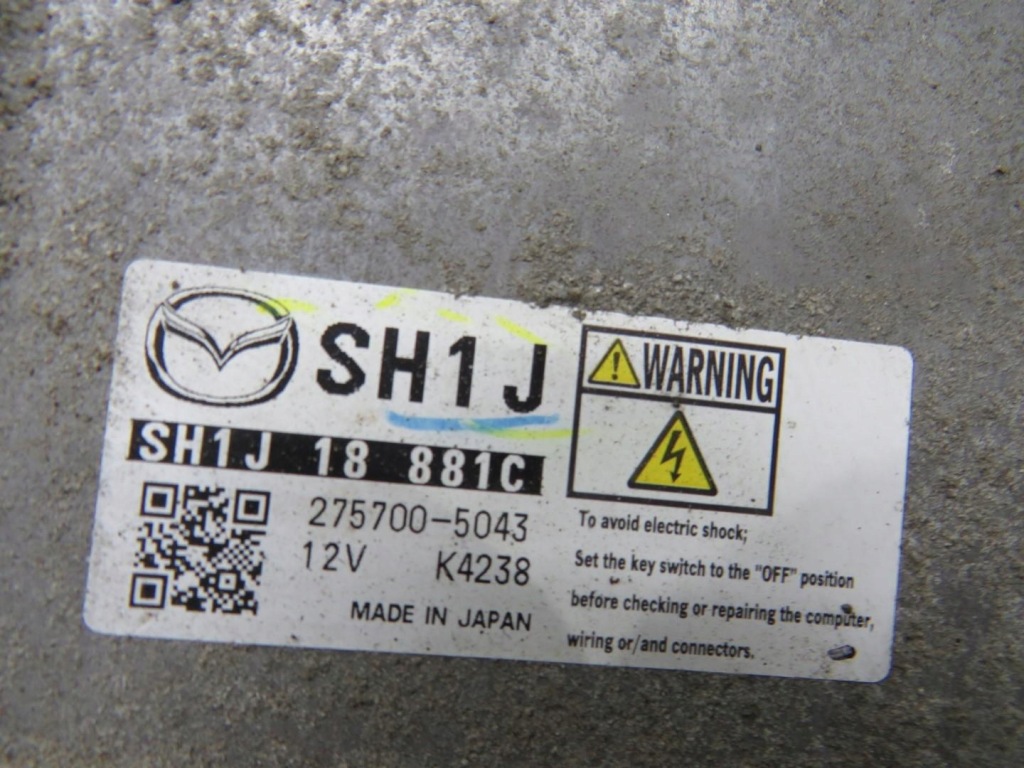 SH1J
SH1J 18 881C
275700-5043
12V K4238
MADE IN JAPAN
WARNING
To avoid electric shock;
Set the key switch to the "OFF" position
before checking or repairing the computer,
wiring or/and connectors.